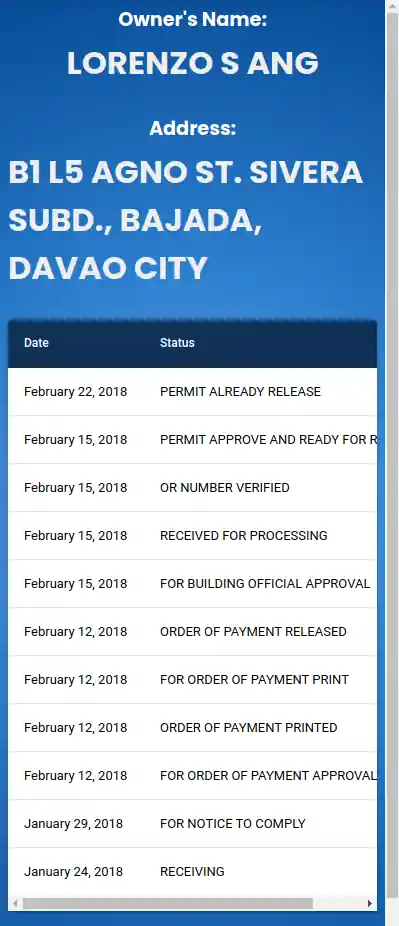 Owner's Name:
LORENZO S ANG
Address:
B1 L5 AGNO ST. SIVERA
SUBD., BAJADA,
DAVAO CITY
Date Status
February 22, 2018 PERMIT ALREADY RELEASE
February 15, 2018 PERMIT APPROVE AND READY FOR R
February 15, 2018 OR NUMBER VERIFIED
February 15, 2018 RECEIVED FOR PROCESSING
February 15, 2018 FOR BUILDING OFFICIAL APPROVAL
February 12, 2018 ORDER OF PAYMENT RELEASED
February 12, 2018 FOR ORDER OF PAYMENT PRINT
February 12, 2018 ORDER OF PAYMENT PRINTED
February 12, 2018 FOR ORDER OF PAYMENT APPROVAL
January 29, 2018 FOR NOTICE TO COMPLY
January 24, 2018 RECEIVING